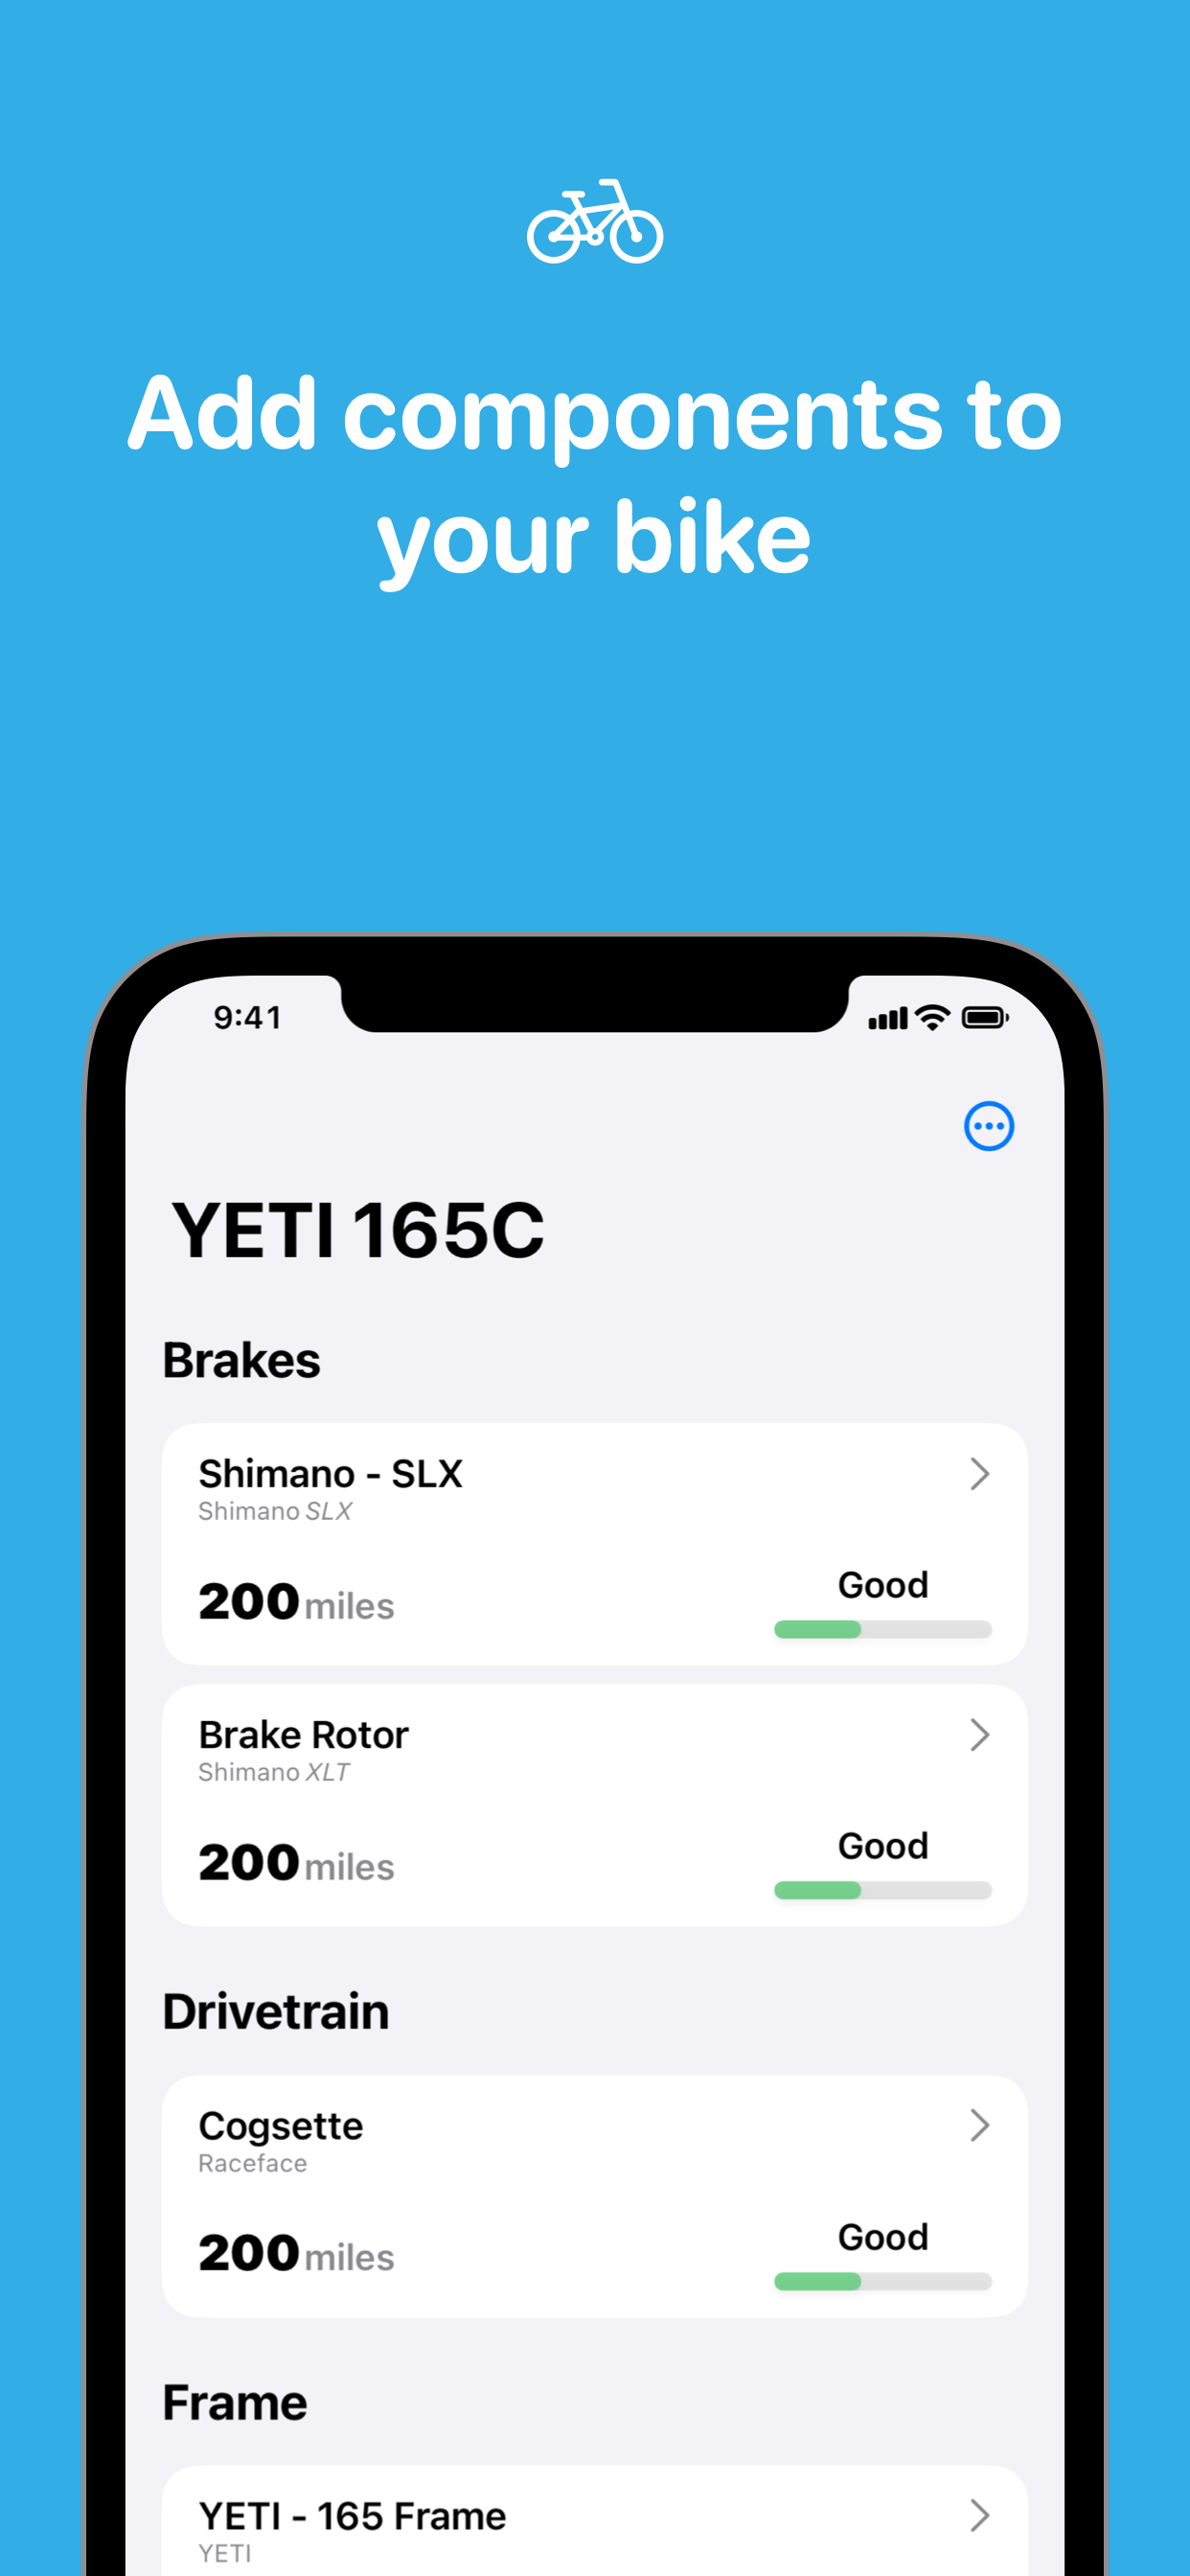 Add components to
your bike
9:41
YETI 165C
Brakes
Shimano - SLX
Shimano SLX
Good
200 miles
Brake Rotor
Shimano XLT
Good
200 miles
Drivetrain
Cogsette
Raceface
Good
200 miles
Frame
YETI - 165 Frame
YETI